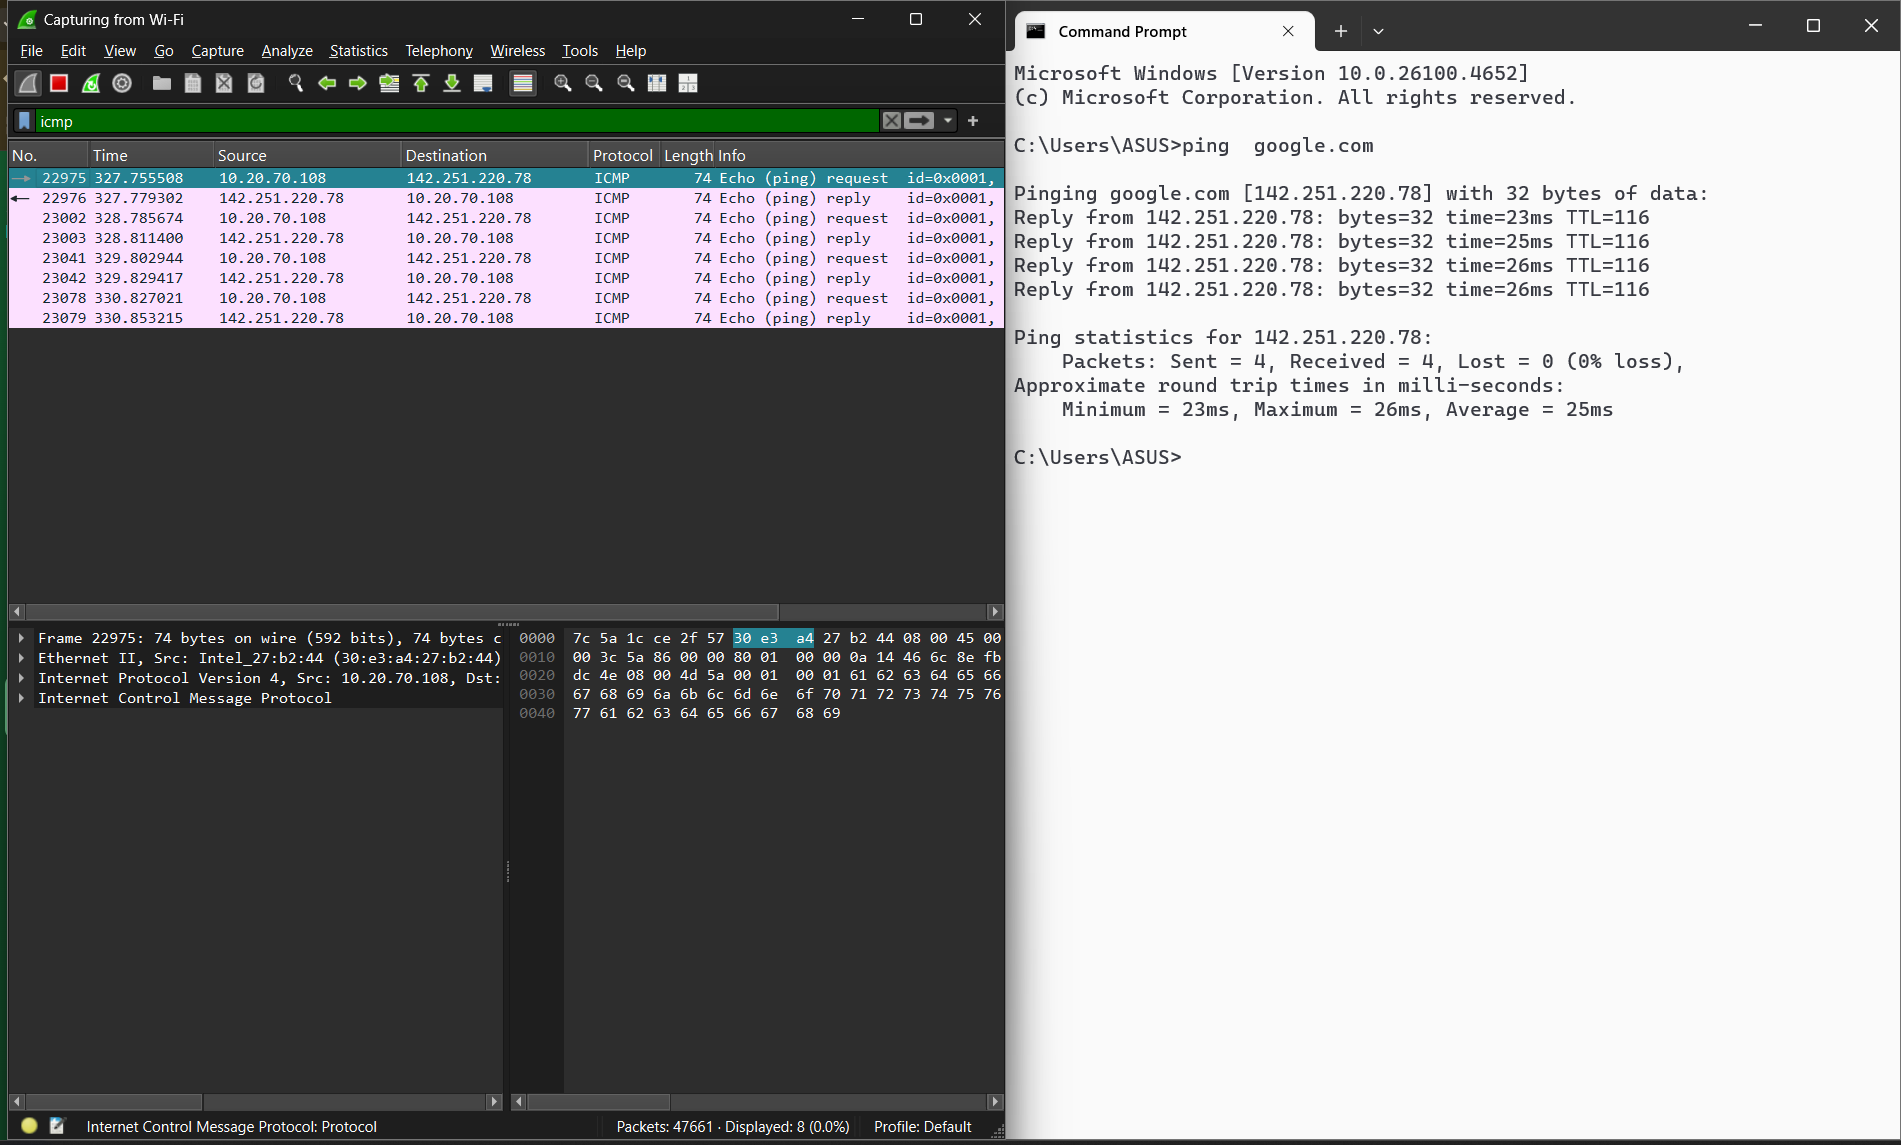 Capturing from Wi-Fi
File Edit View Go Capture Analyze Statistics Telephony Wireless Tools Help
icmp
No. Time Source Destination Protocol Length Info
22975 327.755508 10.20.70.108 142.251.220.78 ICMP 74 Echo (ping) request id=0x0001,
22976 327.779302 142.251.220.78 10.20.70.108 ICMP 74 Echo (ping) reply id=0x0001,
23002 328.785674 10.20.70.108 142.251.220.78 ICMP 74 Echo (ping) request id=0x0001,
23003 328.811400 142.251.220.78 10.20.70.108 ICMP 74 Echo (ping) reply id=0x0001,
23041 329.802944 10.20.70.108 142.251.220.78 ICMP 74 Echo (ping) request id=0x0001,
23042 329.829417 142.251.220.78 10.20.70.108 ICMP 74 Echo (ping) reply id=0x0001,
23078 330.827021 10.20.70.108 142.251.220.78 ICMP 74 Echo (ping) request id=0x0001,
23079 330.853215 142.251.220.78 10.20.70.108 ICMP 74 Echo (ping) reply id=0x0001,
Frame 22975: 74 bytes on wire (592 bits), 74 bytes c
Ethernet II, Src: Intel_27:b2:44 (30:e3:a4:27:b2:44)
Internet Protocol Version 4, Src: 10.20.70.108, Dst:
Internet Control Message Protocol
0000 7c 5a 1c ce 2f 57 30 e3 a4 27 b2 44 08 00 45 00
0010 00 3c 5a 86 00 00 80 01 00 00 0a 14 46 6c 8e fb
0020 dc 4e 08 00 4d 5a 00 01 00 01 61 62 63 64 65 66
0030 67 68 69 6a 6b 6c 6d 6e 6f 70 71 72 73 74 75 76
0040 77 61 62 63 64 65 66 67 68 69
Internet Control Message Protocol: Protocol
Packets: 47661 · Displayed: 8 (0.0%)
Profile: Default
Command Prompt
Microsoft Windows [Version 10.0.26100.4652]
(c) Microsoft Corporation. All rights reserved.
C:\Users\ASUS>ping  google.com
Pinging google.com [142.251.220.78] with 32 bytes of data:
Reply from 142.251.220.78: bytes=32 time=23ms TTL=116
Reply from 142.251.220.78: bytes=32 time=25ms TTL=116
Reply from 142.251.220.78: bytes=32 time=26ms TTL=116
Reply from 142.251.220.78: bytes=32 time=26ms TTL=116
Ping statistics for 142.251.220.78:
Packets: Sent = 4, Received = 4, Lost = 0 (0% loss),
Approximate round trip times in milli-seconds:
Minimum = 23ms, Maximum = 26ms, Average = 25ms
C:\Users\ASUS>